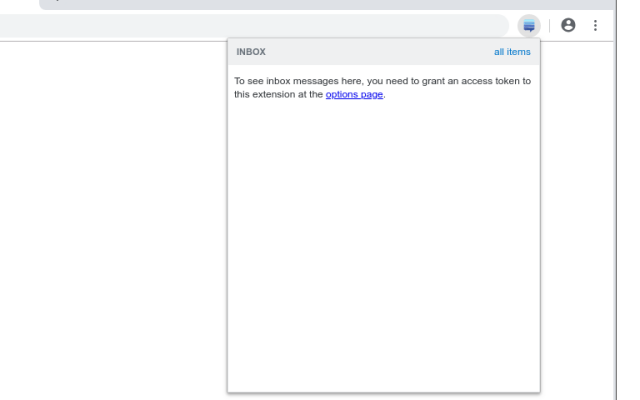 INBOX
all items
To see inbox messages here, you need to grant an access token to
this extension at the options page.